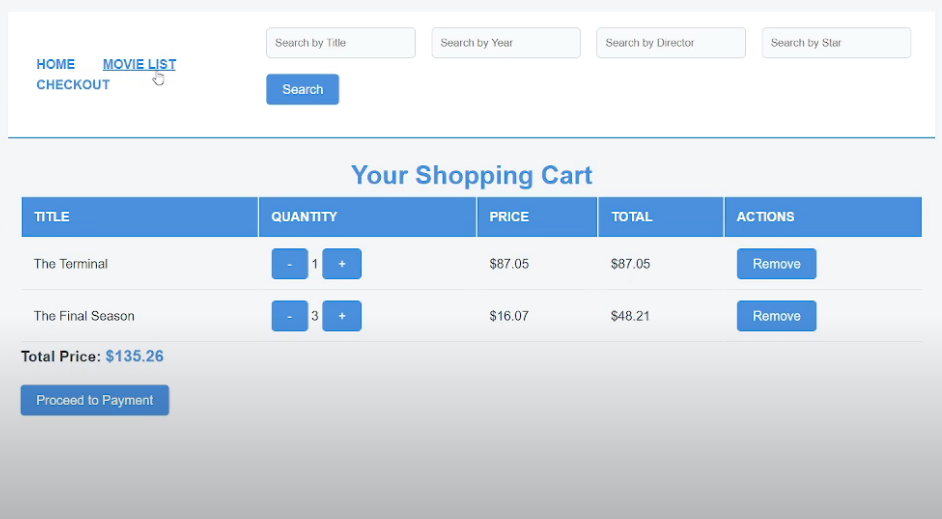 HOME MOVIE LIST
CHECKOUT
Search by Title Search by Year Search by Director Search by Star
Search
Your Shopping Cart
TITLE QUANTITY PRICE TOTAL ACTIONS
The Terminal - 1 + $87.05 $87.05 Remove
The Final Season - 3 + $16.07 $48.21 Remove
Total Price: $135.26
Proceed to Payment